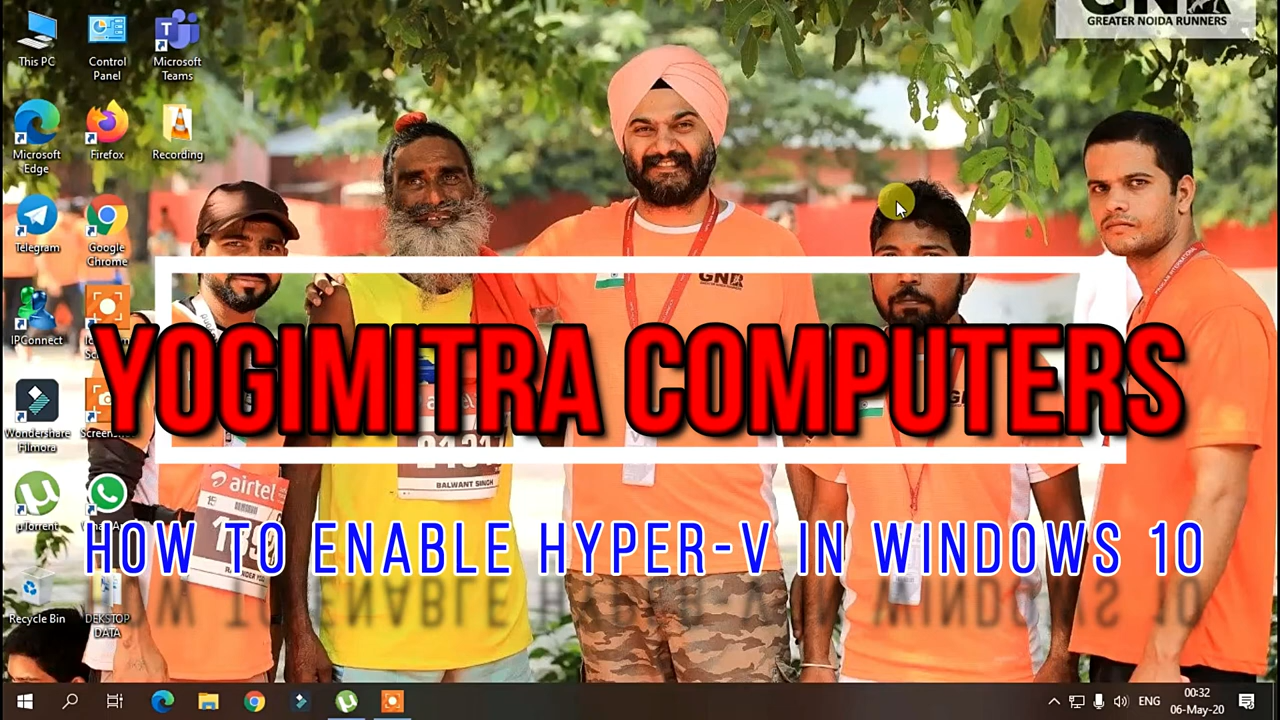 GREATER NOIDA RUNNERS
This PC
Control Panel
Microsoft Teams
Microsoft Edge
Firefox
Recording
Telegram
Google Chrome
IPConnect
GNR
YOGIMITRA COMPUTERS
Wondershare Filmora
BALWANT SINGH
airtel
µTorrent
HOW TO ENABLE HYPER-V IN WINDOWS 10
Recycle Bin
DEKSTOP DATA
ENG
00:32
06-May-20